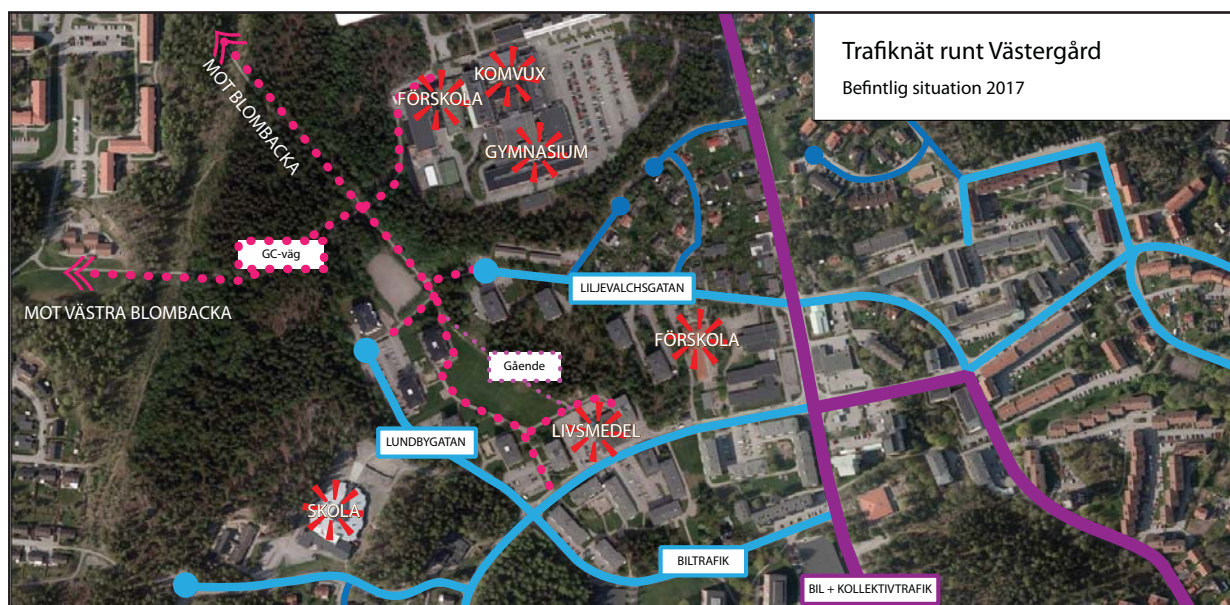 Trafiknät runt Västergård
Befintlig situation 2017
KOMVUX
FÖRSKOLA
GYMNASIUM
MOT BLOMBACKA
GC-väg
MOT VÄSTRA BLOMBACKA
LILJEVALCHSGATAN
FÖRSKOLA
Gående
LIVSMEDEL
LUNDBYGATAN
SKOLA
BILTRAFIK
BIL + KOLLEKTIVTRAFIK